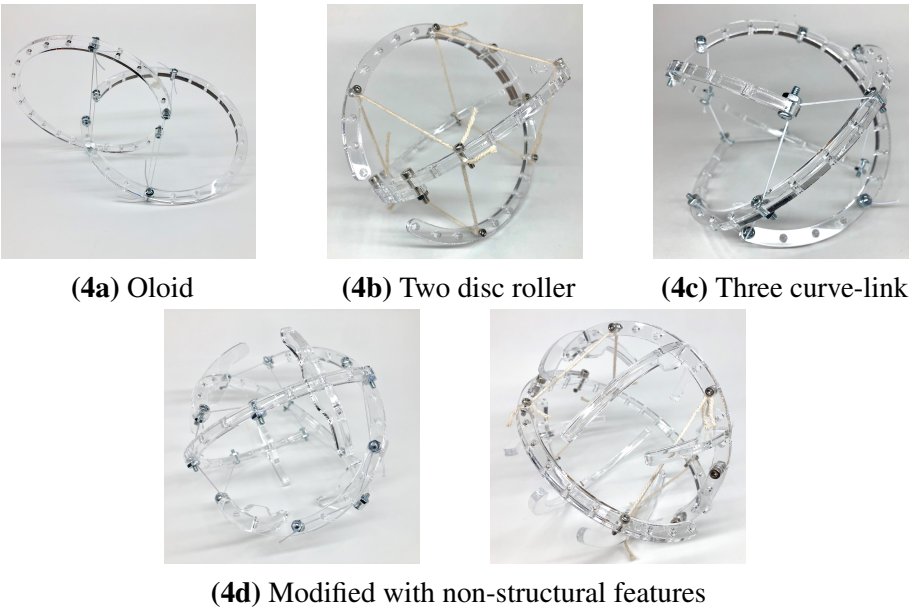 (4a) Oloid
(4b) Two disc roller
(4c) Three curve-link
(4d) Modified with non-structural features